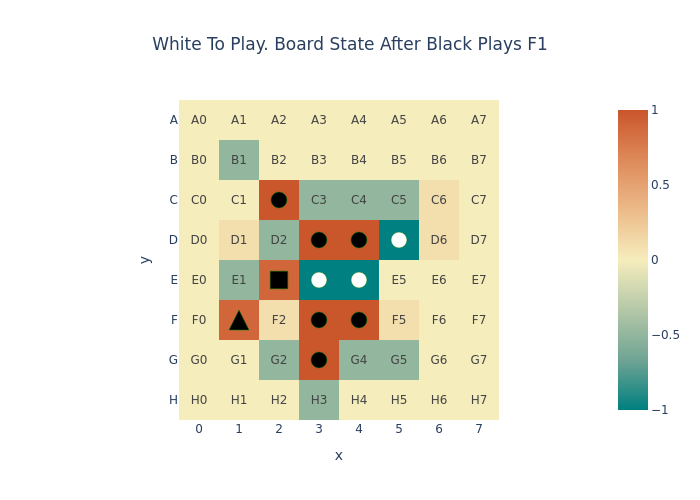 White To Play. Board State After Black Plays F1
A A0 A1 A2 A3 A4 A5 A6 A7
B B0 B1 B2 B3 B4 B5 B6 B7
C C0 C1 C3 C4 C5 C6 C7
D D0 D1 D2 D6 D7
E E0 E1 E5 E6 E7
F F0 F2 F5 F6 F7
G G0 G1 G2 G4 G5 G6 G7
H H0 H1 H2 H3 H4 H5 H6 H7
0 1 2 3 4 5 6 7
x
y
1
0.5
0
−0.5
−1